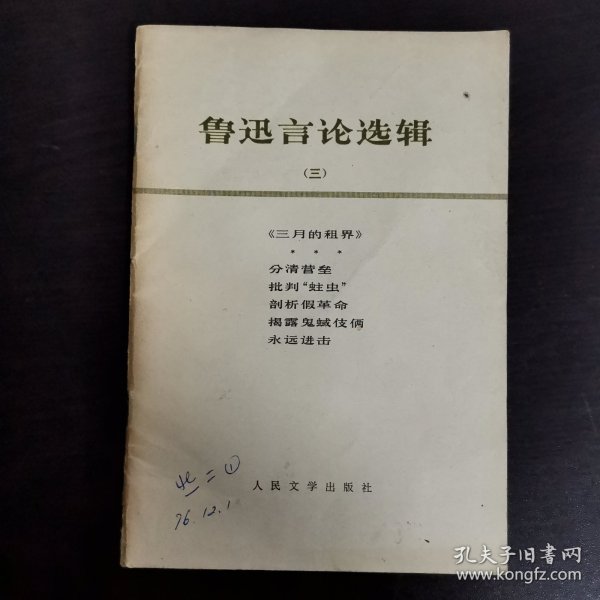 鲁迅言论选辑
（三）
《三月的租界》
* * *
分清营垒
批判“蛀虫”
剖析假革命
揭露鬼蜮伎俩
永远进击
二①
76.12.1
人民文学出版社
孔夫子旧书网
www.kongfz.com